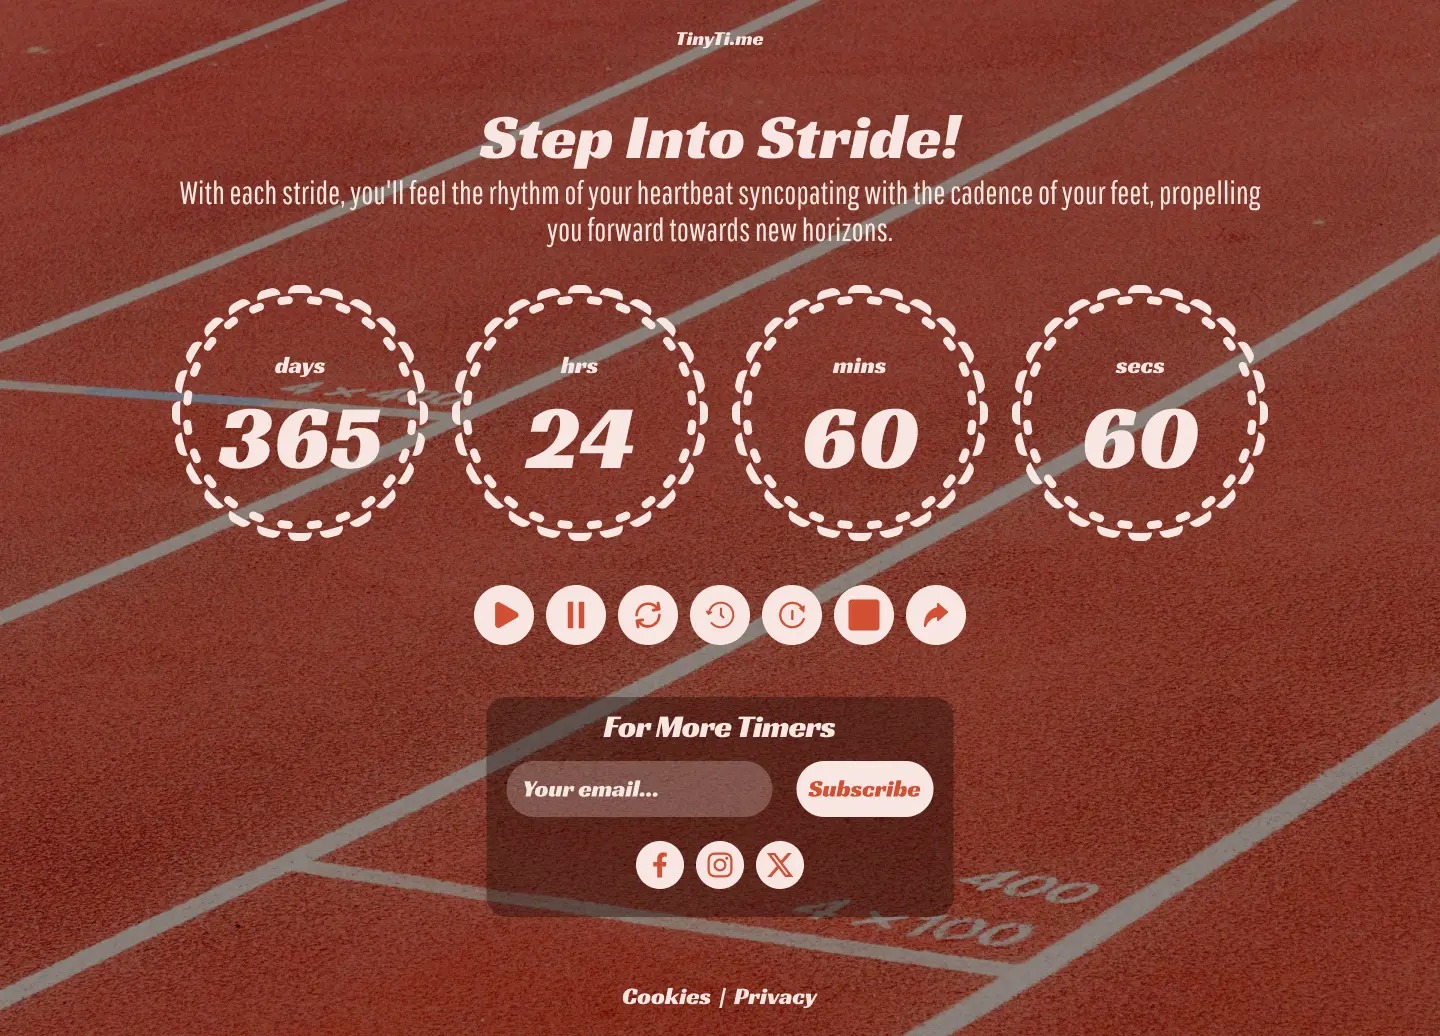 TinyTi.me
Step Into Stride!
With each stride, you'll feel the rhythm of your heartbeat syncopating with the cadence of your feet, propelling
you forward towards new horizons.
days
hrs
mins
secs
4 x 400
365
24
60
60
For More Timers
Your email...
Subscribe
400
4 x 100
Cookies | Privacy